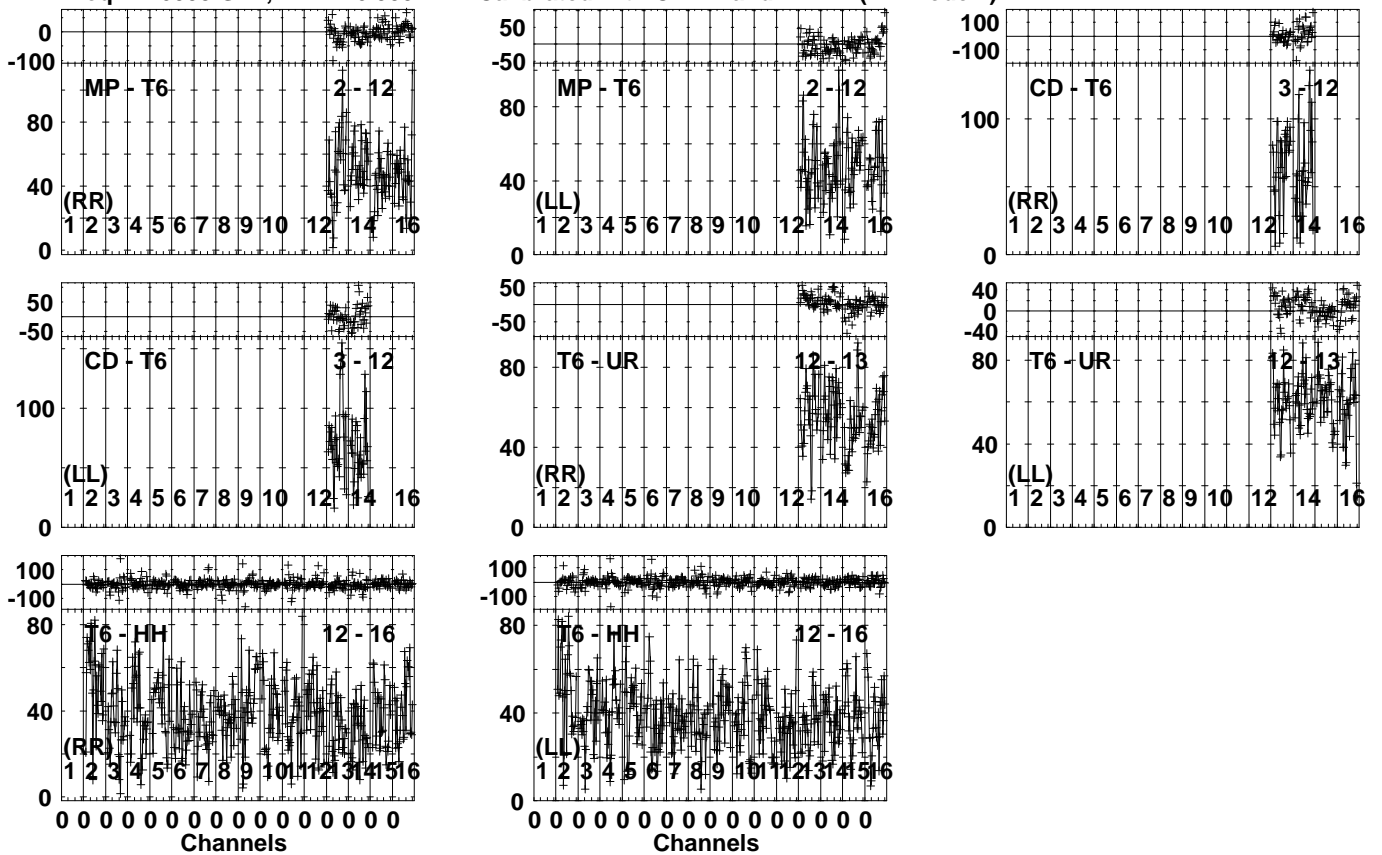 50 100
0 -100
-100 -50
MP - T6 2 - 12 MP - T6 2 - 12 CD - T6 3 - 12
80 80 100
40 40
(RR) (LL) (RR)
1 2 3 4 5 6 7 8 9 10 12 14 16 1 2 3 4 5 6 7 8 9 10 12 14 16 1 2 3 4 5 6 7 8 9 10 12 14 16
0 0 0
50 50 40
-50 -50 0
-40
CD - T6 3 - 12 T6 - UR 12 - 13 T6 - UR 12 - 13
100 80 80
40 40
(LL) (RR) (LL)
1 2 3 4 5 6 7 8 9 10 12 14 16 1 2 3 4 5 6 7 8 9 10 12 14 16 1 2 3 4 5 6 7 8 9 10 12 14 16
0 0 0
100 100
-100 -100
80 T6 - HH 12 - 16 80 T6 - HH 12 - 16
40 40
(RR) (LL)
1 2 3 4 5 6 7 8 9 10 11 12 13 14 15 16 1 2 3 4 5 6 7 8 9 10 11 12 13 14 15 16
0 0
0 0 0 0 0 0 0 0 0 0 0 0 0 0 0 0 0 0 0 0 0 0 0 0 0 0 0 0 0 0 0 0
Channels Channels